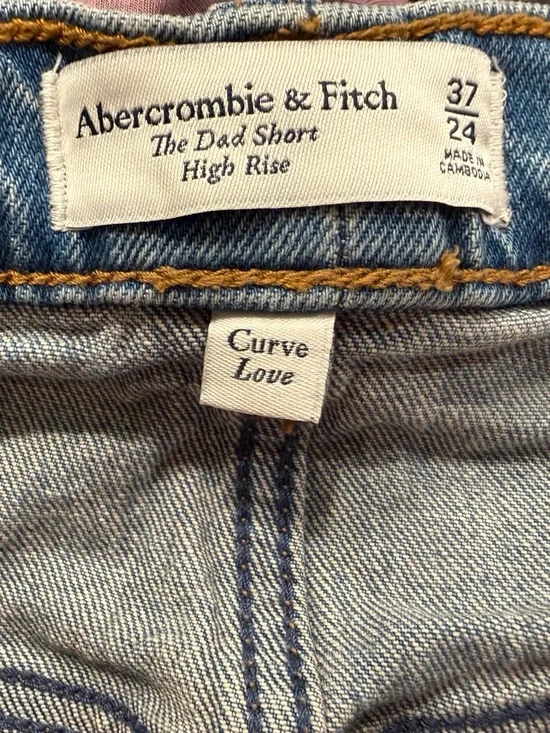 Abercrombie & Fitch
The Dad Short
High Rise
37
24
MADE IN
CAMBODIA
Curve
Love